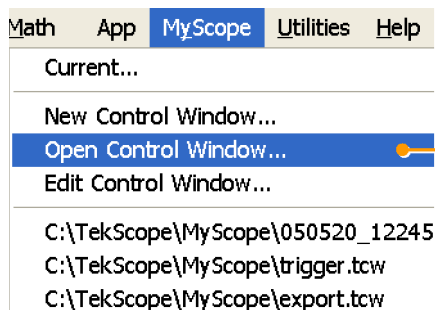 Math App MyScope Utilities Help
Current...
New Control Window...
Open Control Window...
Edit Control Window...
C:\TekScope\MyScope\050520_12245
C:\TekScope\MyScope\trigger.tcw
C:\TekScope\MyScope\export.tcw